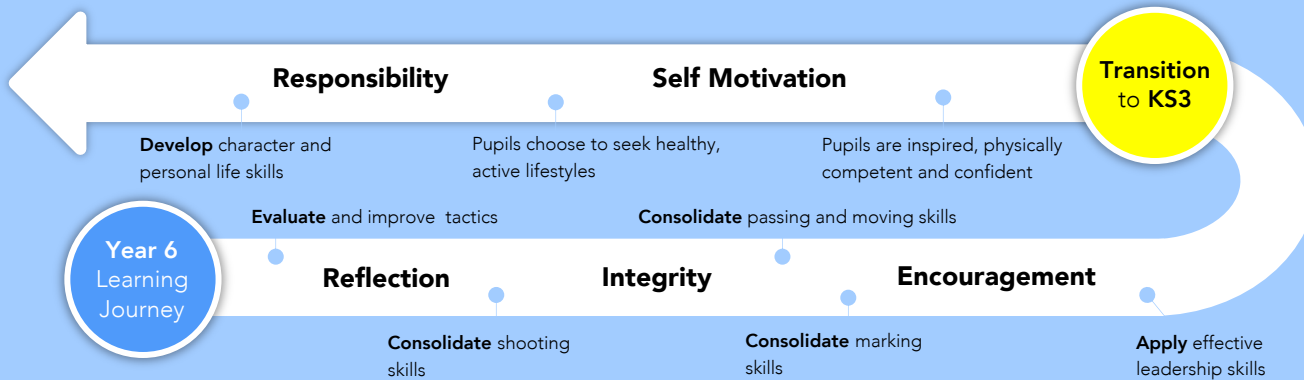 Responsibility
Self Motivation
Transition
to KS3
Develop character and
personal life skills
Pupils choose to seek healthy,
active lifestyles
Pupils are inspired, physically
competent and confident
Evaluate and improve tactics
Consolidate passing and moving skills
Year 6
Learning
Journey
Reflection
Integrity
Encouragement
Consolidate shooting
skills
Consolidate marking
skills
Apply effective
leadership skills